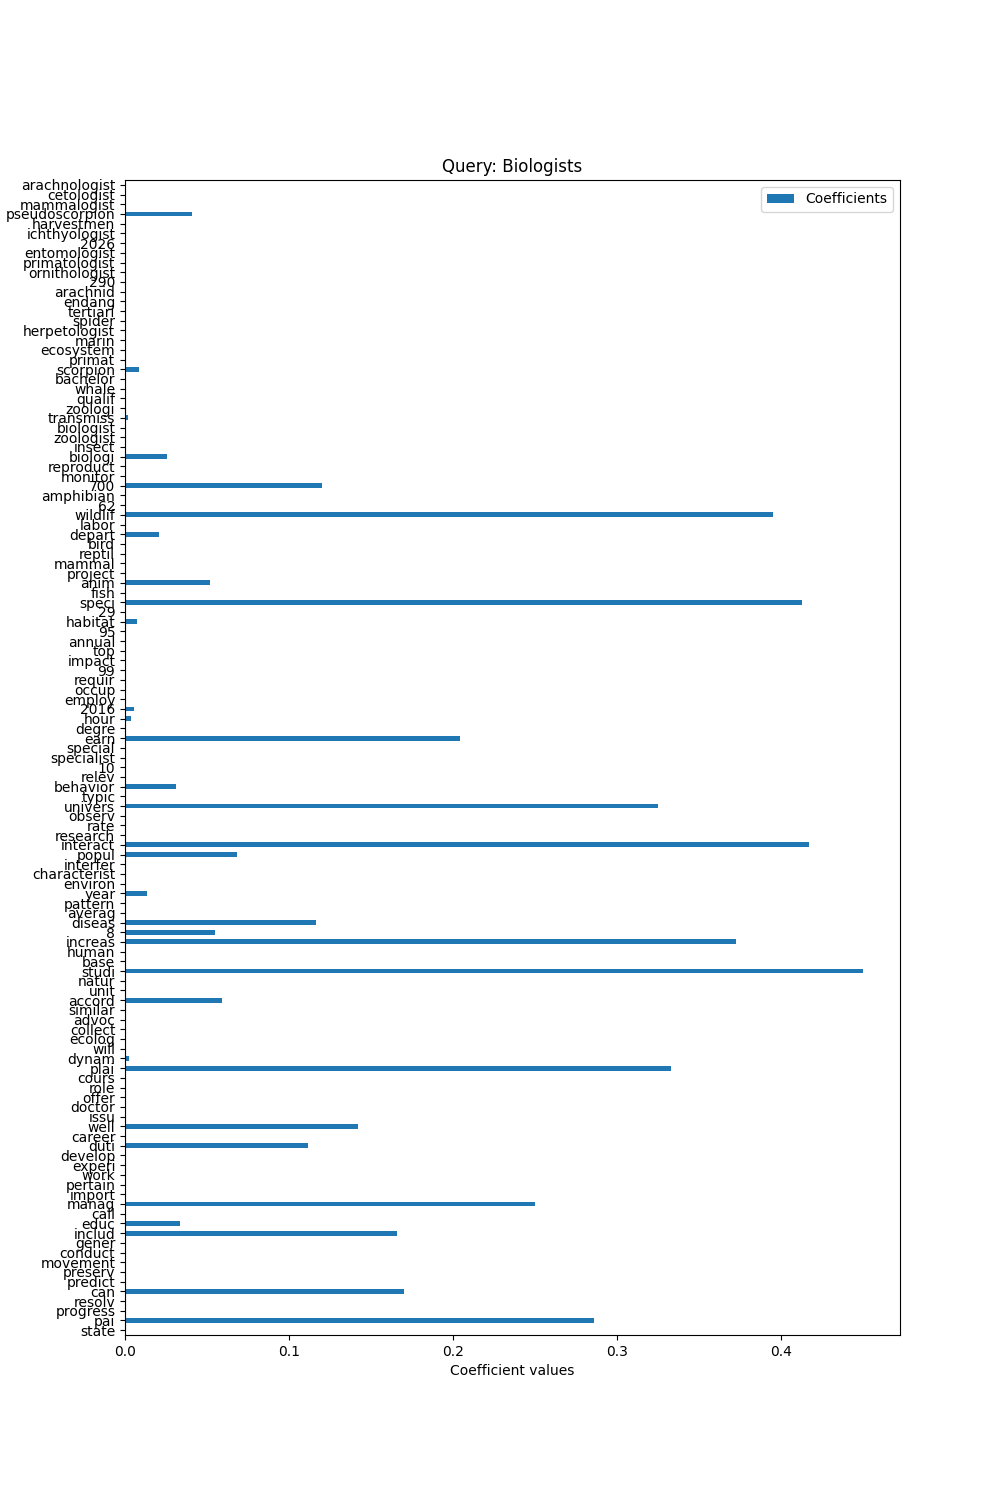 Query: Biologists
Coefficients
arachnologist
cetologist
mammalogist
pseudoscorpion
harvestmen
ichthyologist
2026
entomologist
primatologist
ornithologist
290
arachnid
endang
tertiari
spider
herpetologist
marin
ecosystem
primat
scorpion
bachelor
whale
qualif
zoologi
transmiss
biologist
zoologist
insect
biologi
reproduct
monitor
700
amphibian
62
wildlif
labor
depart
bird
reptil
mammal
project
anim
fish
speci
29
habitat
95
annual
top
impact
99
requir
occup
employ
2016
hour
degre
earn
special
specialist
10
relev
behavior
typic
univers
observ
rate
research
interact
popul
interfer
characterist
environ
year
pattern
averag
diseas
8
increas
human
base
studi
natur
unit
accord
similar
advoc
collect
ecolog
will
dynam
plai
cours
role
offer
doctor
issu
well
career
duti
develop
experi
work
pertain
import
manag
call
educ
includ
gener
conduct
movement
preserv
predict
can
resolv
progress
pai
state
0.0 0.1 0.2 0.3 0.4
Coefficient values